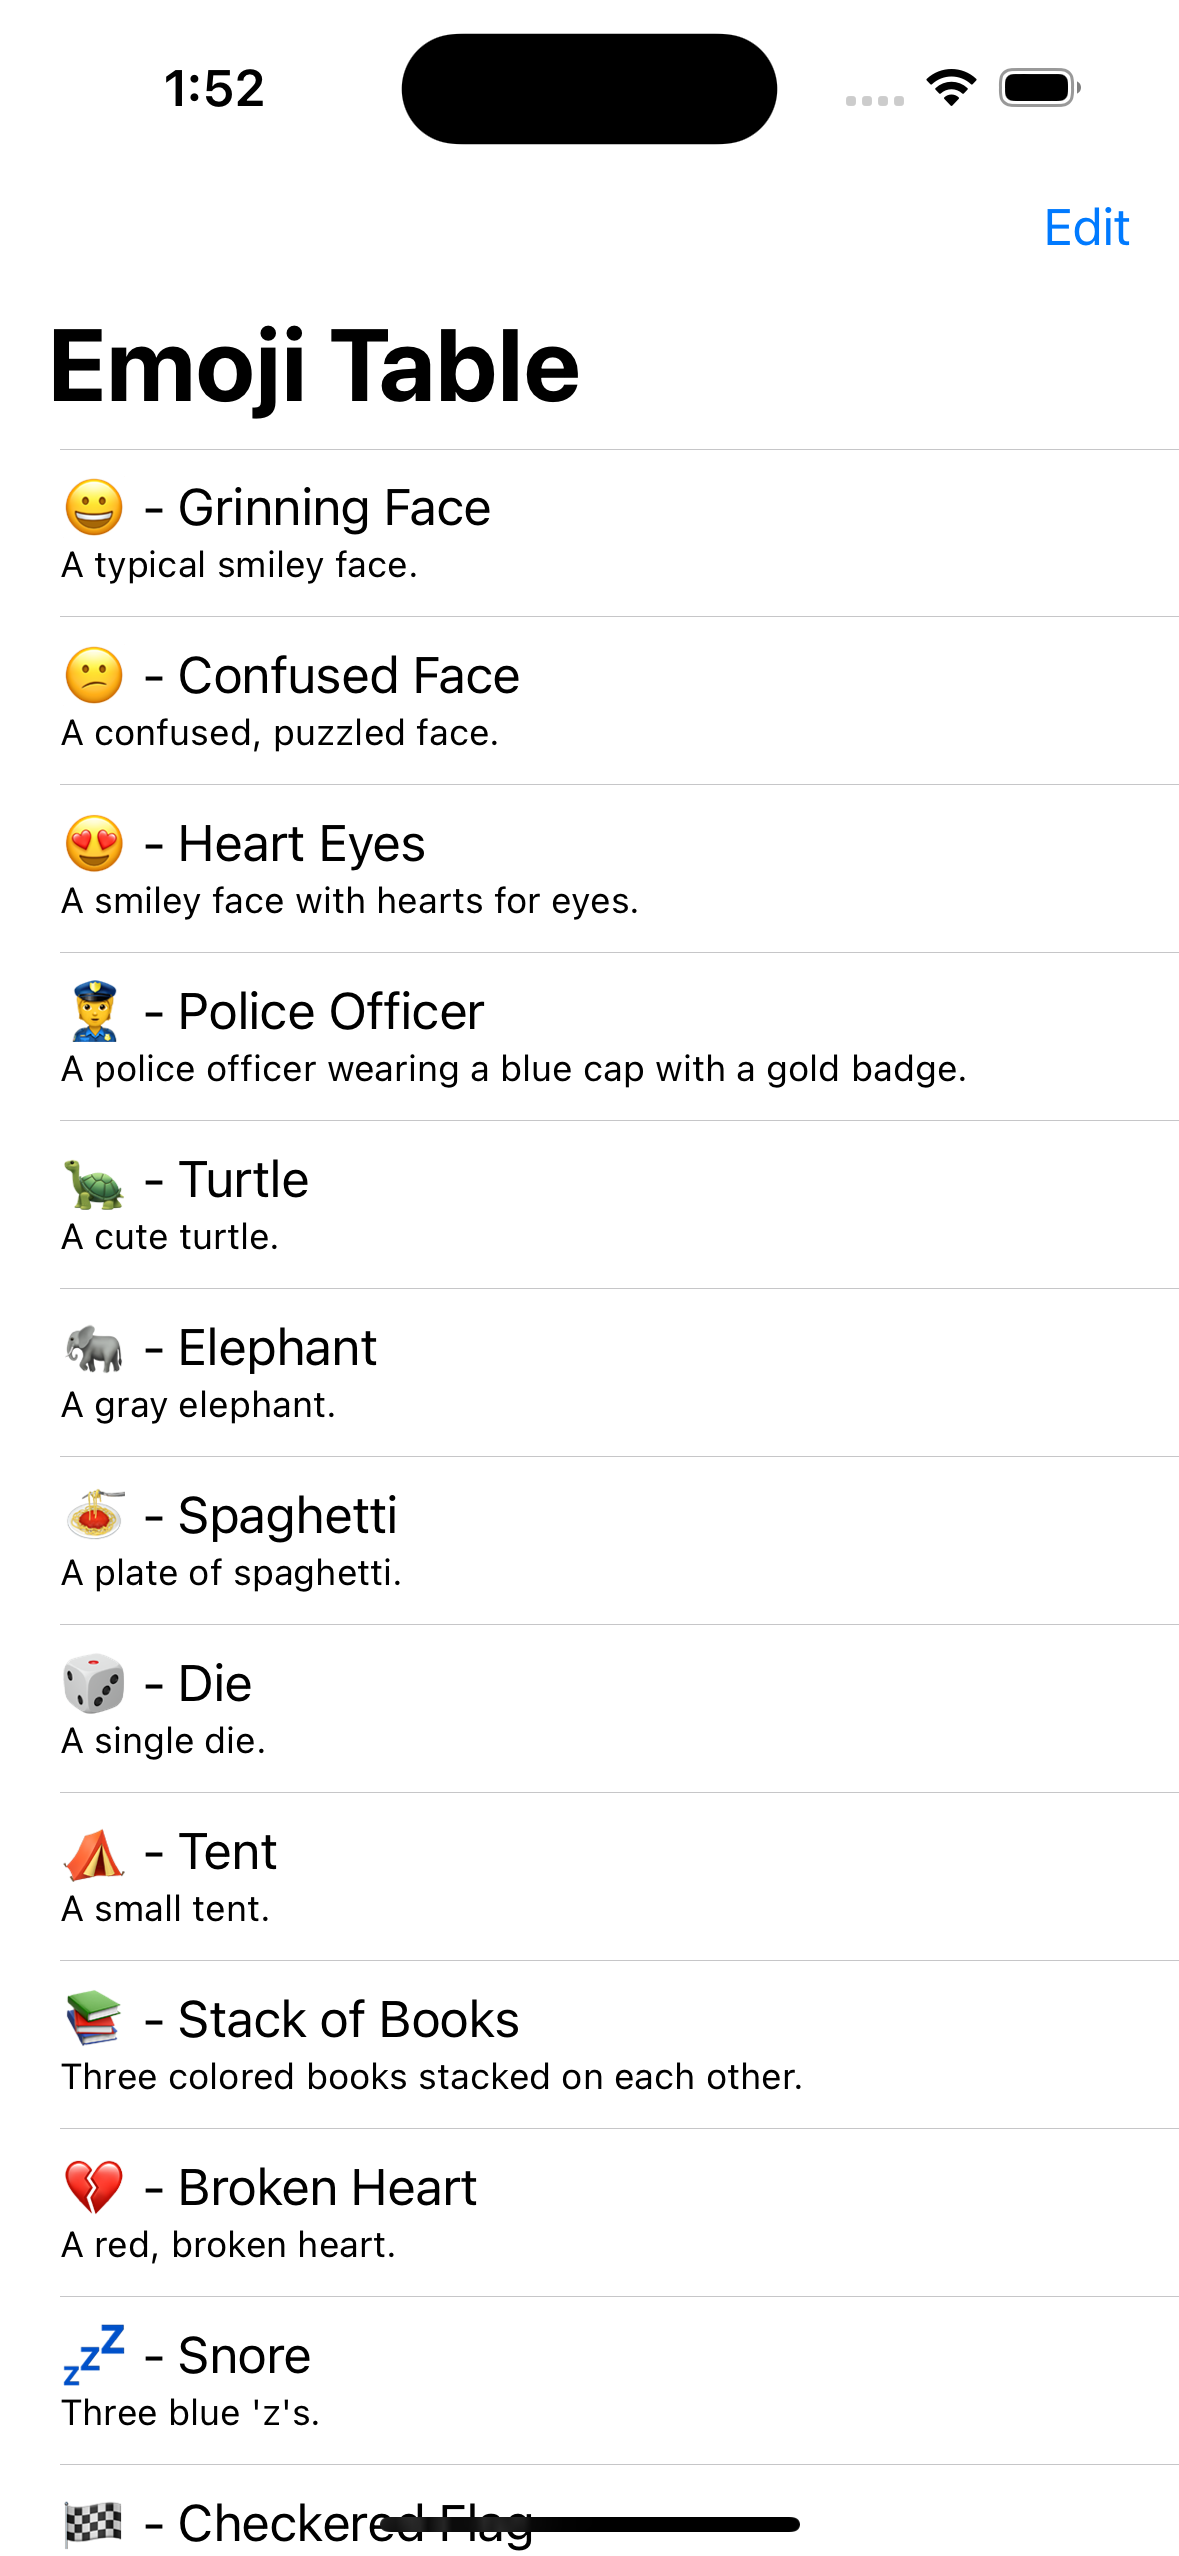 1:52
Edit
Emoji Table
😀 - Grinning Face
A typical smiley face.
😕 - Confused Face
A confused, puzzled face.
😍 - Heart Eyes
A smiley face with hearts for eyes.
👮 - Police Officer
A police officer wearing a blue cap with a gold badge.
🐢 - Turtle
A cute turtle.
🐘 - Elephant
A gray elephant.
🍝 - Spaghetti
A plate of spaghetti.
🎲 - Die
A single die.
⛺️ - Tent
A small tent.
📚 - Stack of Books
Three colored books stacked on each other.
💔 - Broken Heart
A red, broken heart.
💤 - Snore
Three blue 'z's.
🏁 - Checkered Flag